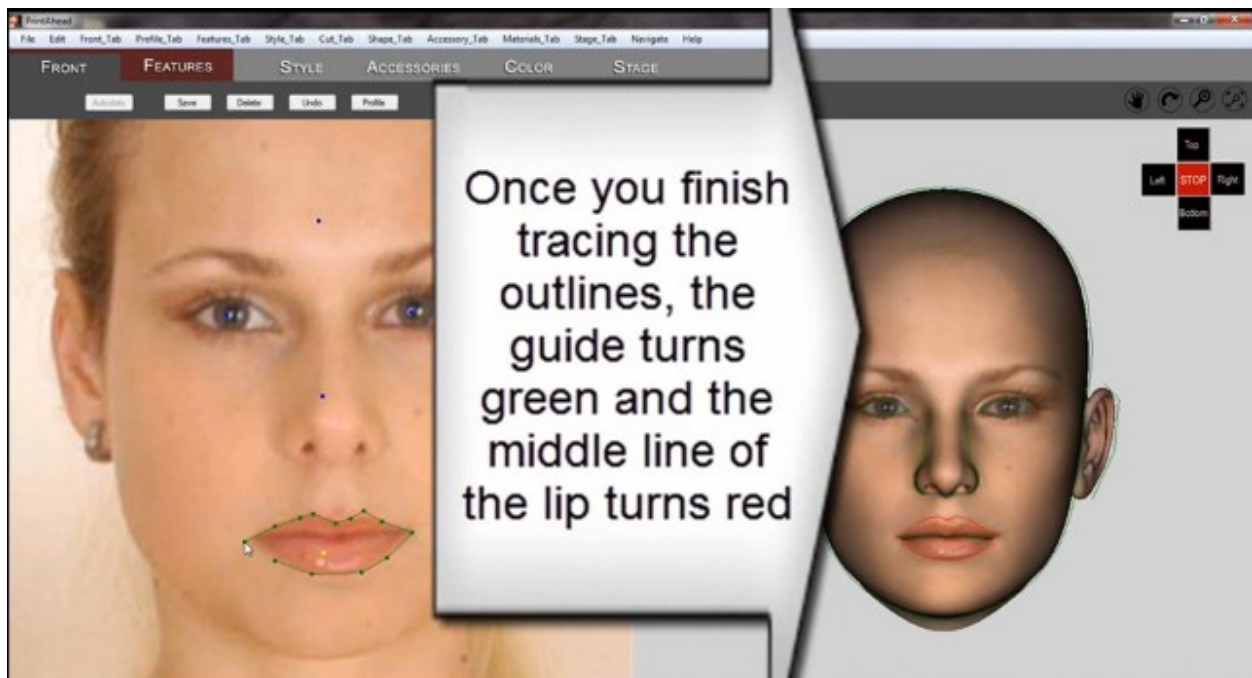 PrintAhead
File Edit Front_Tab Profile_Tab Features_Tab Style_Tab Cut_Tab Shape_Tab Accessory_Tab Materials_Tab Stage_Tab Navigate Help
FRONT FEATURES STYLE ACCESSORIES COLOR STAGE
Save Delete Undo Profile
Top
Left STOP Right
Bottom
Once you finish
tracing the
outlines, the
guide turns
green and the
middle line of
the lip turns red